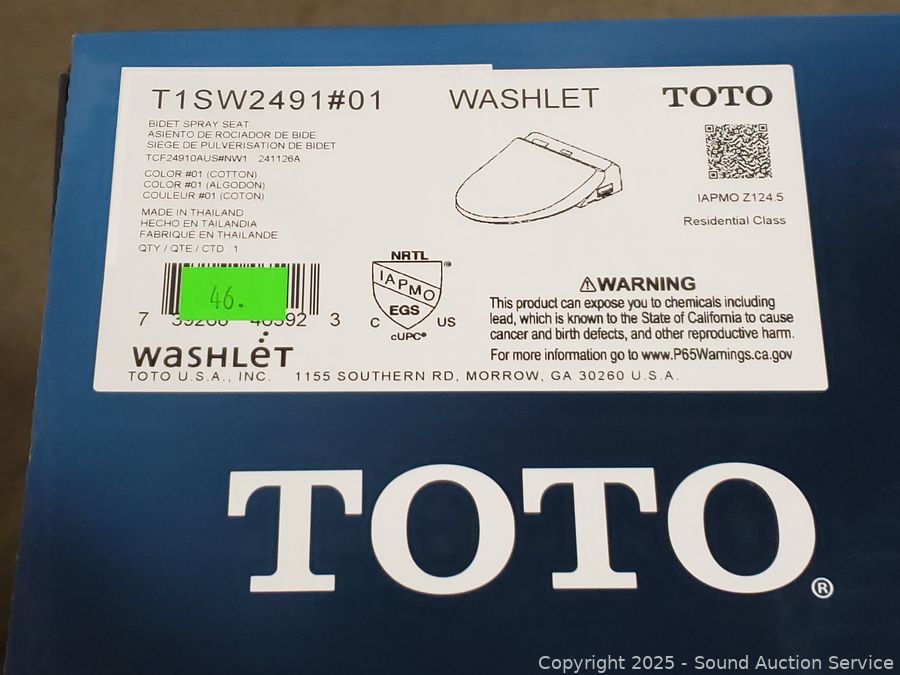 T1SW2491#01
WASHLET
TOTO
BIDET SPRAY SEAT
ASIENTO DE ROCIADOR DE BIDE
SIEGE DE PULVERISATION DE BIDET
TCF24910AUS#NW1 241126A
COLOR #01 (COTTON)
COLOR #01 (ALGODON)
COULEUR #01 (COTON)
MADE IN THAILAND
HECHO EN TAILANDIA
FABRIQUE EN THAILANDE
QTY / QTE / CTD 1
IAPMO Z124.5
Residential Class
46.
7 3
NRTL
IAPMO
EGS
C US
cUPC®
⚠WARNING
This product can expose you to chemicals including
lead, which is known to the State of California to cause
cancer and birth defects, and other reproductive harm.
For more information go to www.P65Warnings.ca.gov
WASHLET
TOTO U.S.A., INC. 1155 SOUTHERN RD, MORROW, GA 30260 U.S.A.
TOTO®
Copyright 2025 - Sound Auction Service